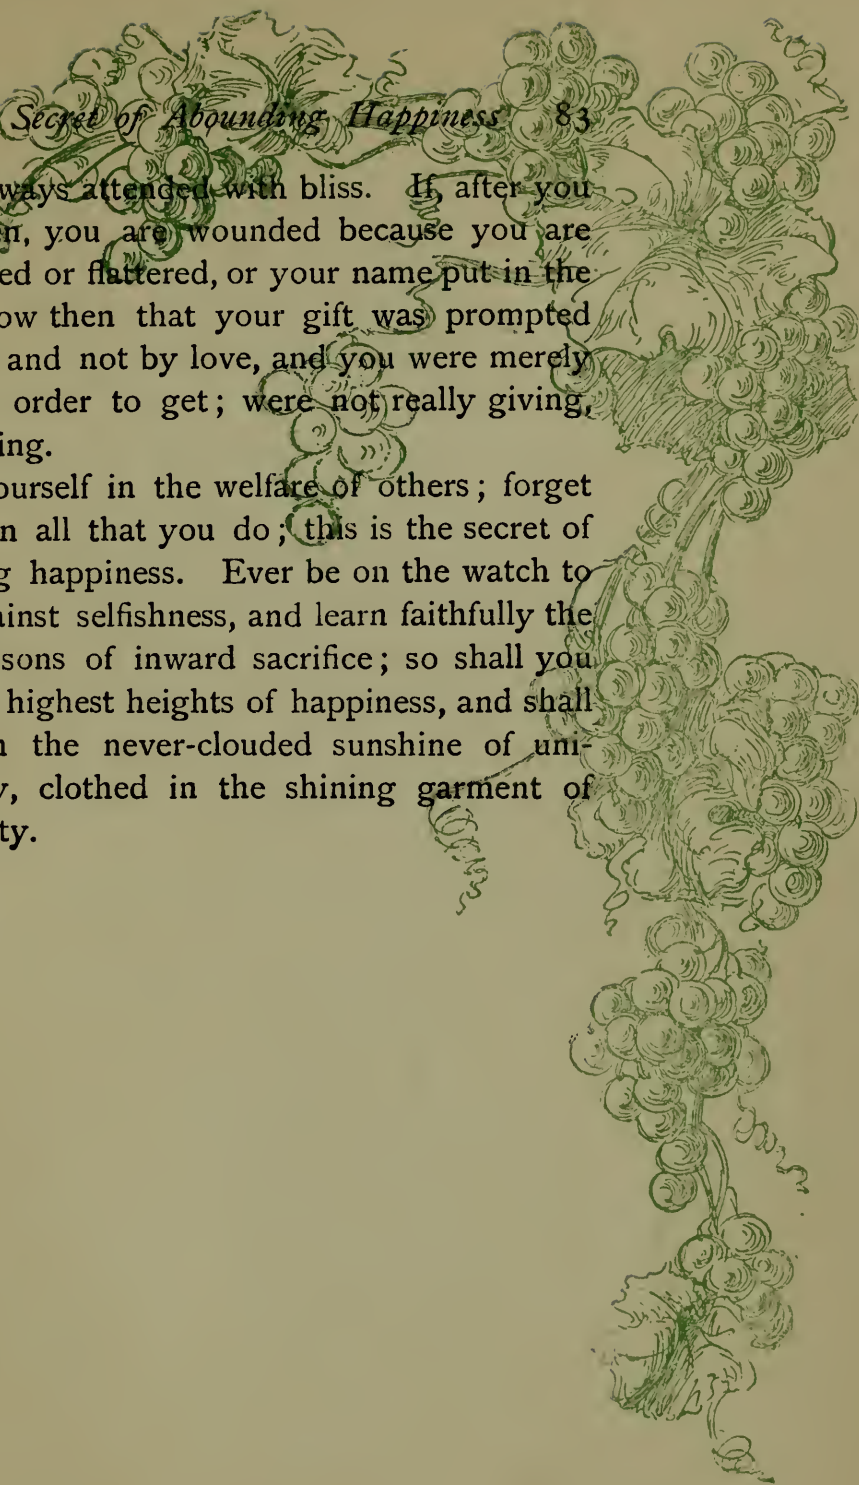 Secret of Abounding Happiness 83
ways attended with bliss. If, after you
n, you are wounded because you are
ed or flattered, or your name put in the
ow then that your gift was prompted
and not by love, and you were merely
order to get; were not really giving,
ing.
ourself in the welfare of others; forget
n all that you do; this is the secret of
g happiness. Ever be on the watch to
ainst selfishness, and learn faithfully the
sons of inward sacrifice; so shall you
highest heights of happiness, and shall
n the never-clouded sunshine of uni-
y, clothed in the shining garment of
ty.